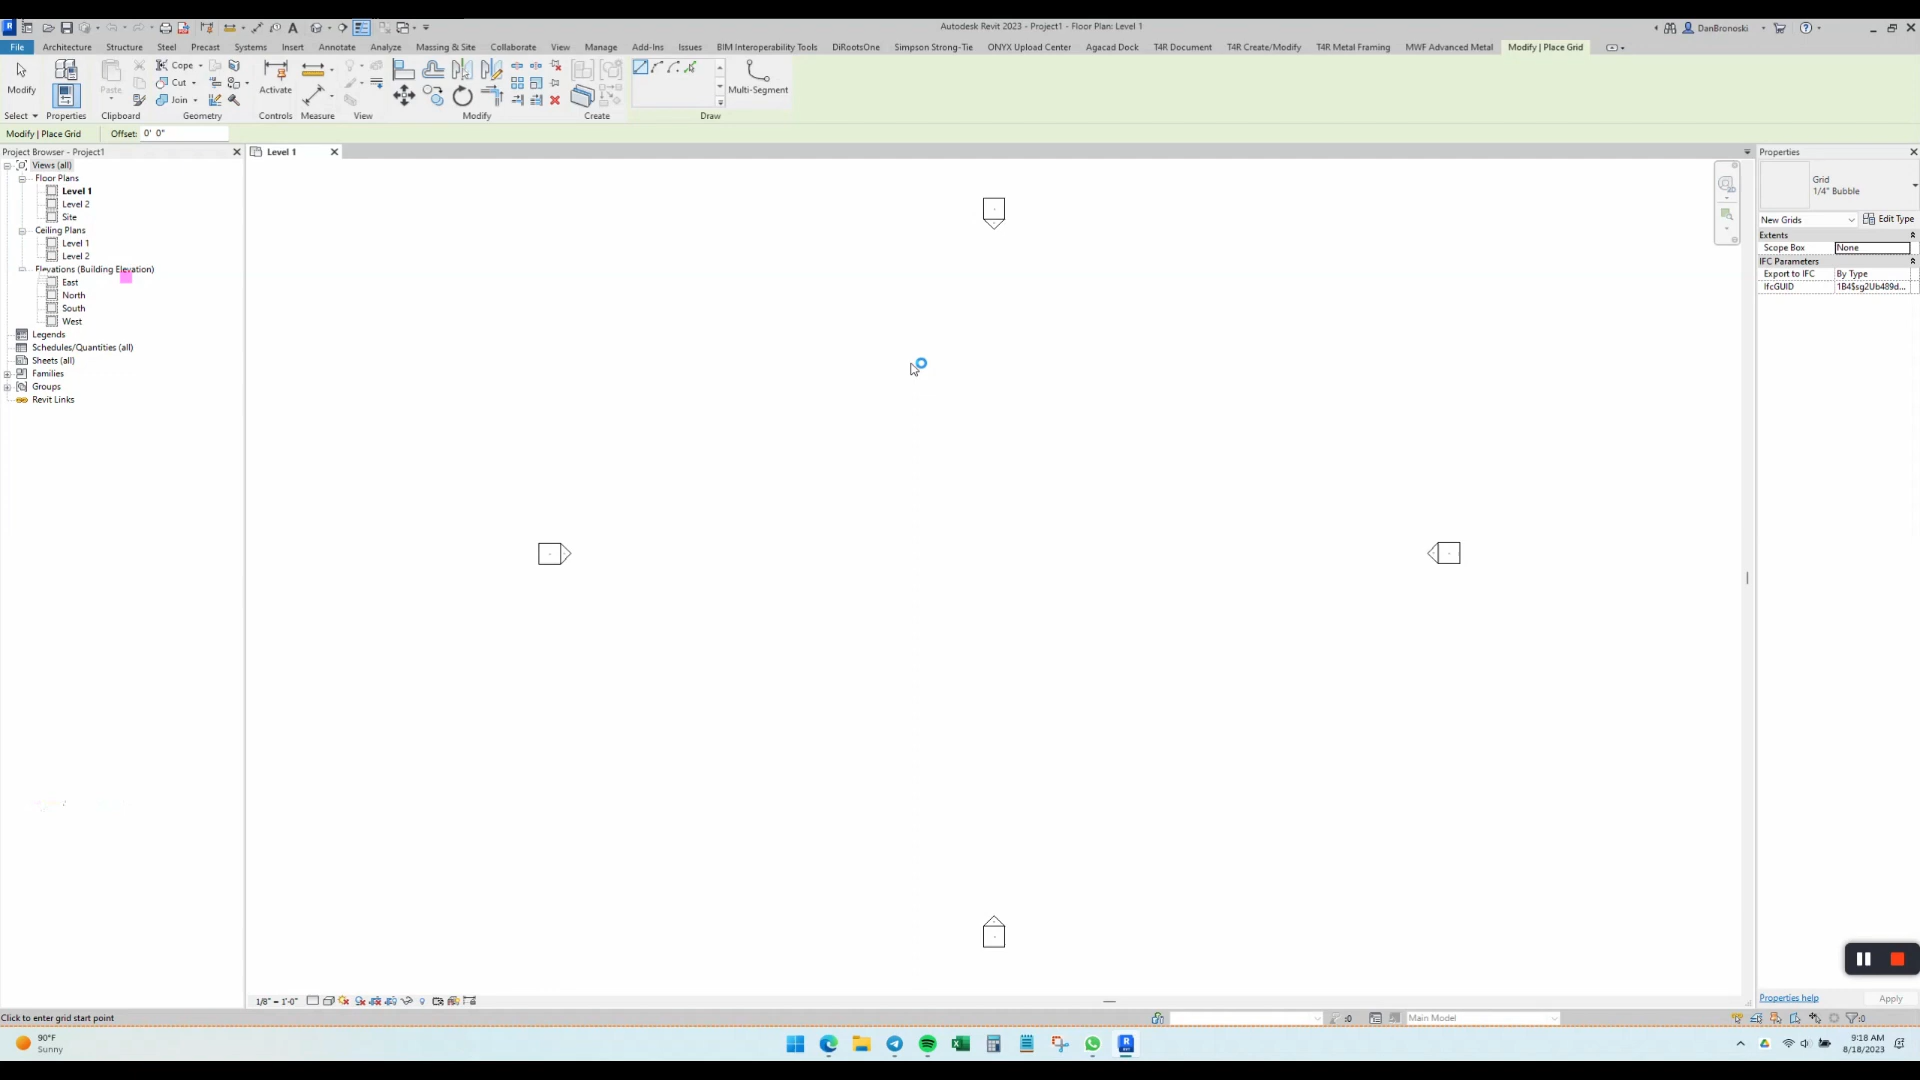 Autodesk Revit 2023 - Project1 - Floor Plan: Level 1
DanBronoski
File Architecture Structure Steel Precast Systems Insert Annotate Analyze Massing & Site Collaborate View Manage Add-Ins Issues BIM Interoperability Tools DiRootsOne Simpson Strong-Tie ONYX Upload Center Agacad Dock T4R Document T4R Create/Modify T4R Metal Framing MWF Advanced Metal Modify | Place Grid
Cope
Cut
Join
Modify Paste Activate Multi-Segment
Select Properties Clipboard Geometry Controls Measure View Modify Create Draw
Modify | Place Grid Offset: 0' 0"
Project Browser - Project1
Views (all)
Floor Plans
Level 1
Level 2
Site
Ceiling Plans
Level 1
Level 2
Elevations (Building Elevation)
East
North
South
West
Legends
Schedules/Quantities (all)
Sheets (all)
Families
Groups
Revit Links
Level 1
Properties
Grid
1/4" Bubble
New Grids Edit Type
Extents
Scope Box None
IFC Parameters
Export to IFC By Type
IfcGUID 1B4$sg2Ub489d...
Properties help Apply
1/8" = 1'-0"
Click to enter grid start point
:0 Main Model :0
90°F
Sunny
9:18 AM
8/18/2023